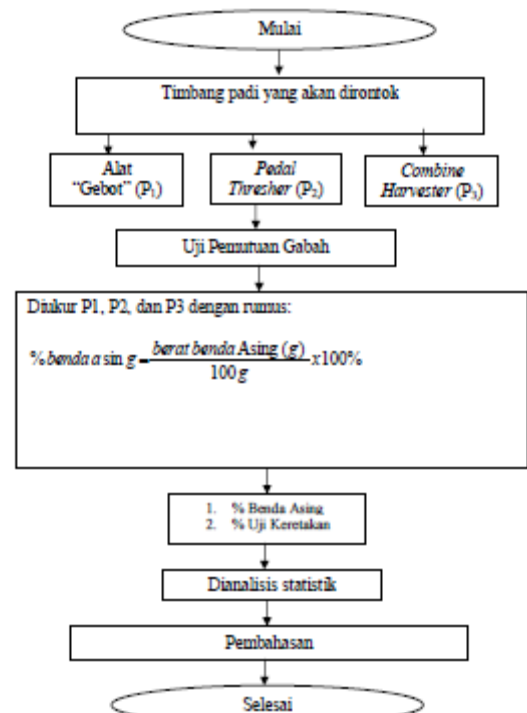 Mulai
Timbang padi yang akan dirontok
Alat
"Gebot" (P₁)
Pedal
Thresher (P₂)
Combine
Harvester (P₃)
Uji Pemutuan Gabah
Diukur P1, P2, dan P3 dengan rumus:
% benda a sin g = berat benda Asing (g) / 100 g x100%
1. % Benda Asing
2. % Uji Keretakan
Dianalisis statistik
Pembahasan
Selesai